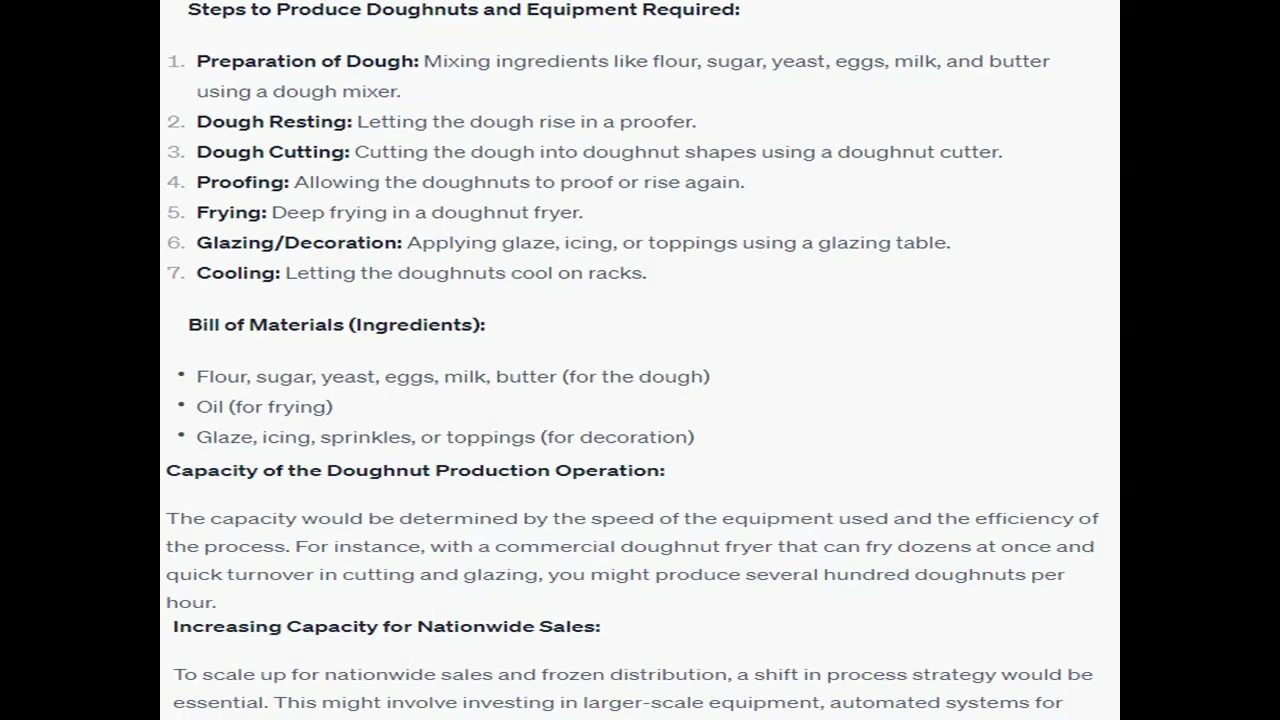 Steps to Produce Doughnuts and Equipment Required:
1. Preparation of Dough: Mixing ingredients like flour, sugar, yeast, eggs, milk, and butter
using a dough mixer.
2. Dough Resting: Letting the dough rise in a proofer.
3. Dough Cutting: Cutting the dough into doughnut shapes using a doughnut cutter.
4. Proofing: Allowing the doughnuts to proof or rise again.
5. Frying: Deep frying in a doughnut fryer.
6. Glazing/Decoration: Applying glaze, icing, or toppings using a glazing table.
7. Cooling: Letting the doughnuts cool on racks.
Bill of Materials (Ingredients):
• Flour, sugar, yeast, eggs, milk, butter (for the dough)
• Oil (for frying)
• Glaze, icing, sprinkles, or toppings (for decoration)
Capacity of the Doughnut Production Operation:
The capacity would be determined by the speed of the equipment used and the efficiency of
the process. For instance, with a commercial doughnut fryer that can fry dozens at once and
quick turnover in cutting and glazing, you might produce several hundred doughnuts per
hour.
Increasing Capacity for Nationwide Sales:
To scale up for nationwide sales and frozen distribution, a shift in process strategy would be
essential. This might involve investing in larger-scale equipment, automated systems for